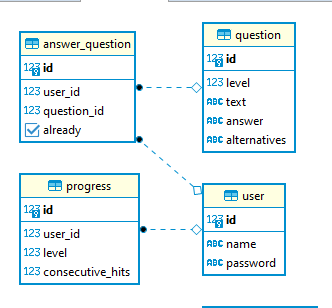 answer_question
123 id
123 user_id
123 question_id
already
question
123 id
123 level
ABC text
ABC answer
ABC alternatives
progress
123 id
123 user_id
123 level
123 consecutive_hits
user
123 id
ABC name
ABC password